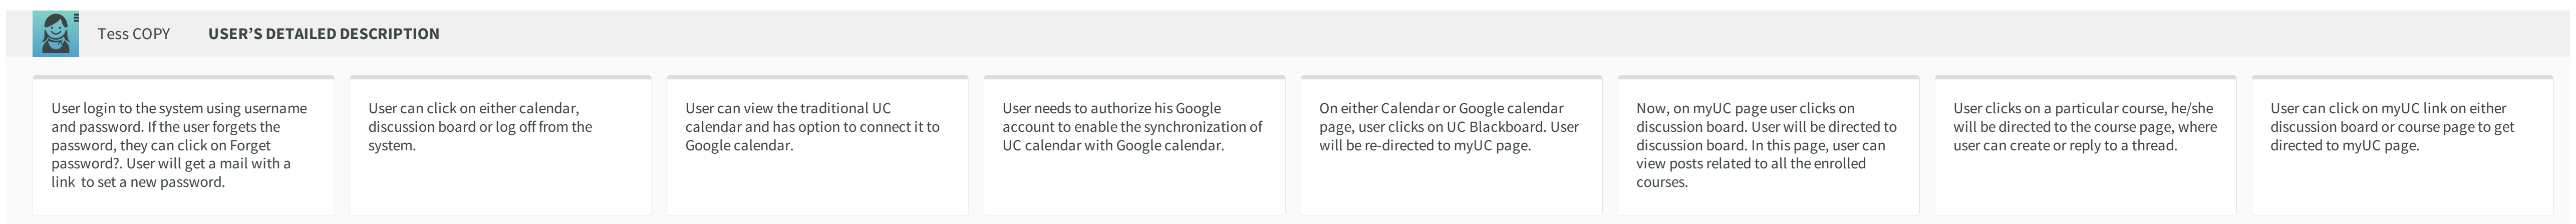 Tess COPY
USER’S DETAILED DESCRIPTION
User login to the system using username
and password. If the user forgets the
password, they can click on Forget
password?. User will get a mail with a
link to set a new password.
User can click on either calendar,
discussion board or log off from the
system.
User can view the traditional UC
calendar and has option to connect it to
Google calendar.
User needs to authorize his Google
account to enable the synchronization of
UC calendar with Google calendar.
On either Calendar or Google calendar
page, user clicks on UC Blackboard. User
will be re-directed to myUC page.
Now, on myUC page user clicks on
discussion board. User will be directed to
discussion board. In this page, user can
view posts related to all the enrolled
courses.
User clicks on a particular course, he/she
will be directed to the course page, where
user can create or reply to a thread.
User can click on myUC link on either
discussion board or course page to get
directed to myUC page.